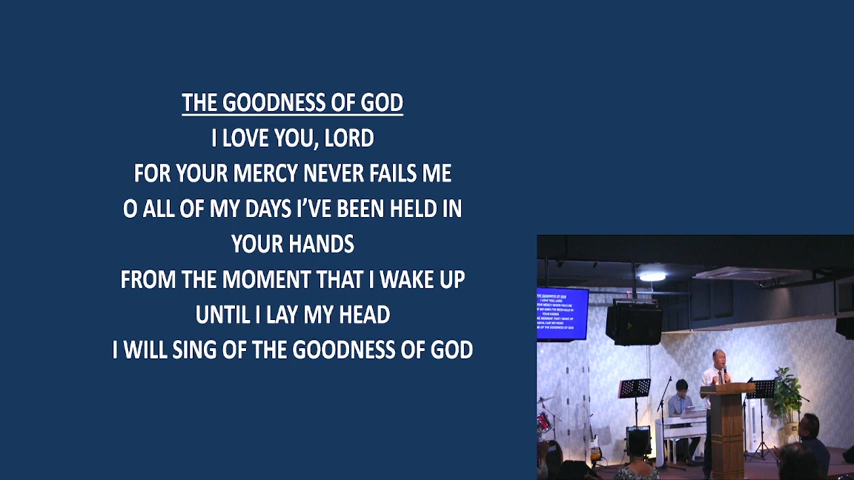 THE GOODNESS OF GOD
I LOVE YOU, LORD
FOR YOUR MERCY NEVER FAILS ME
O ALL OF MY DAYS I'VE BEEN HELD IN
YOUR HANDS
FROM THE MOMENT THAT I WAKE UP
UNTIL I LAY MY HEAD
I WILL SING OF THE GOODNESS OF GOD